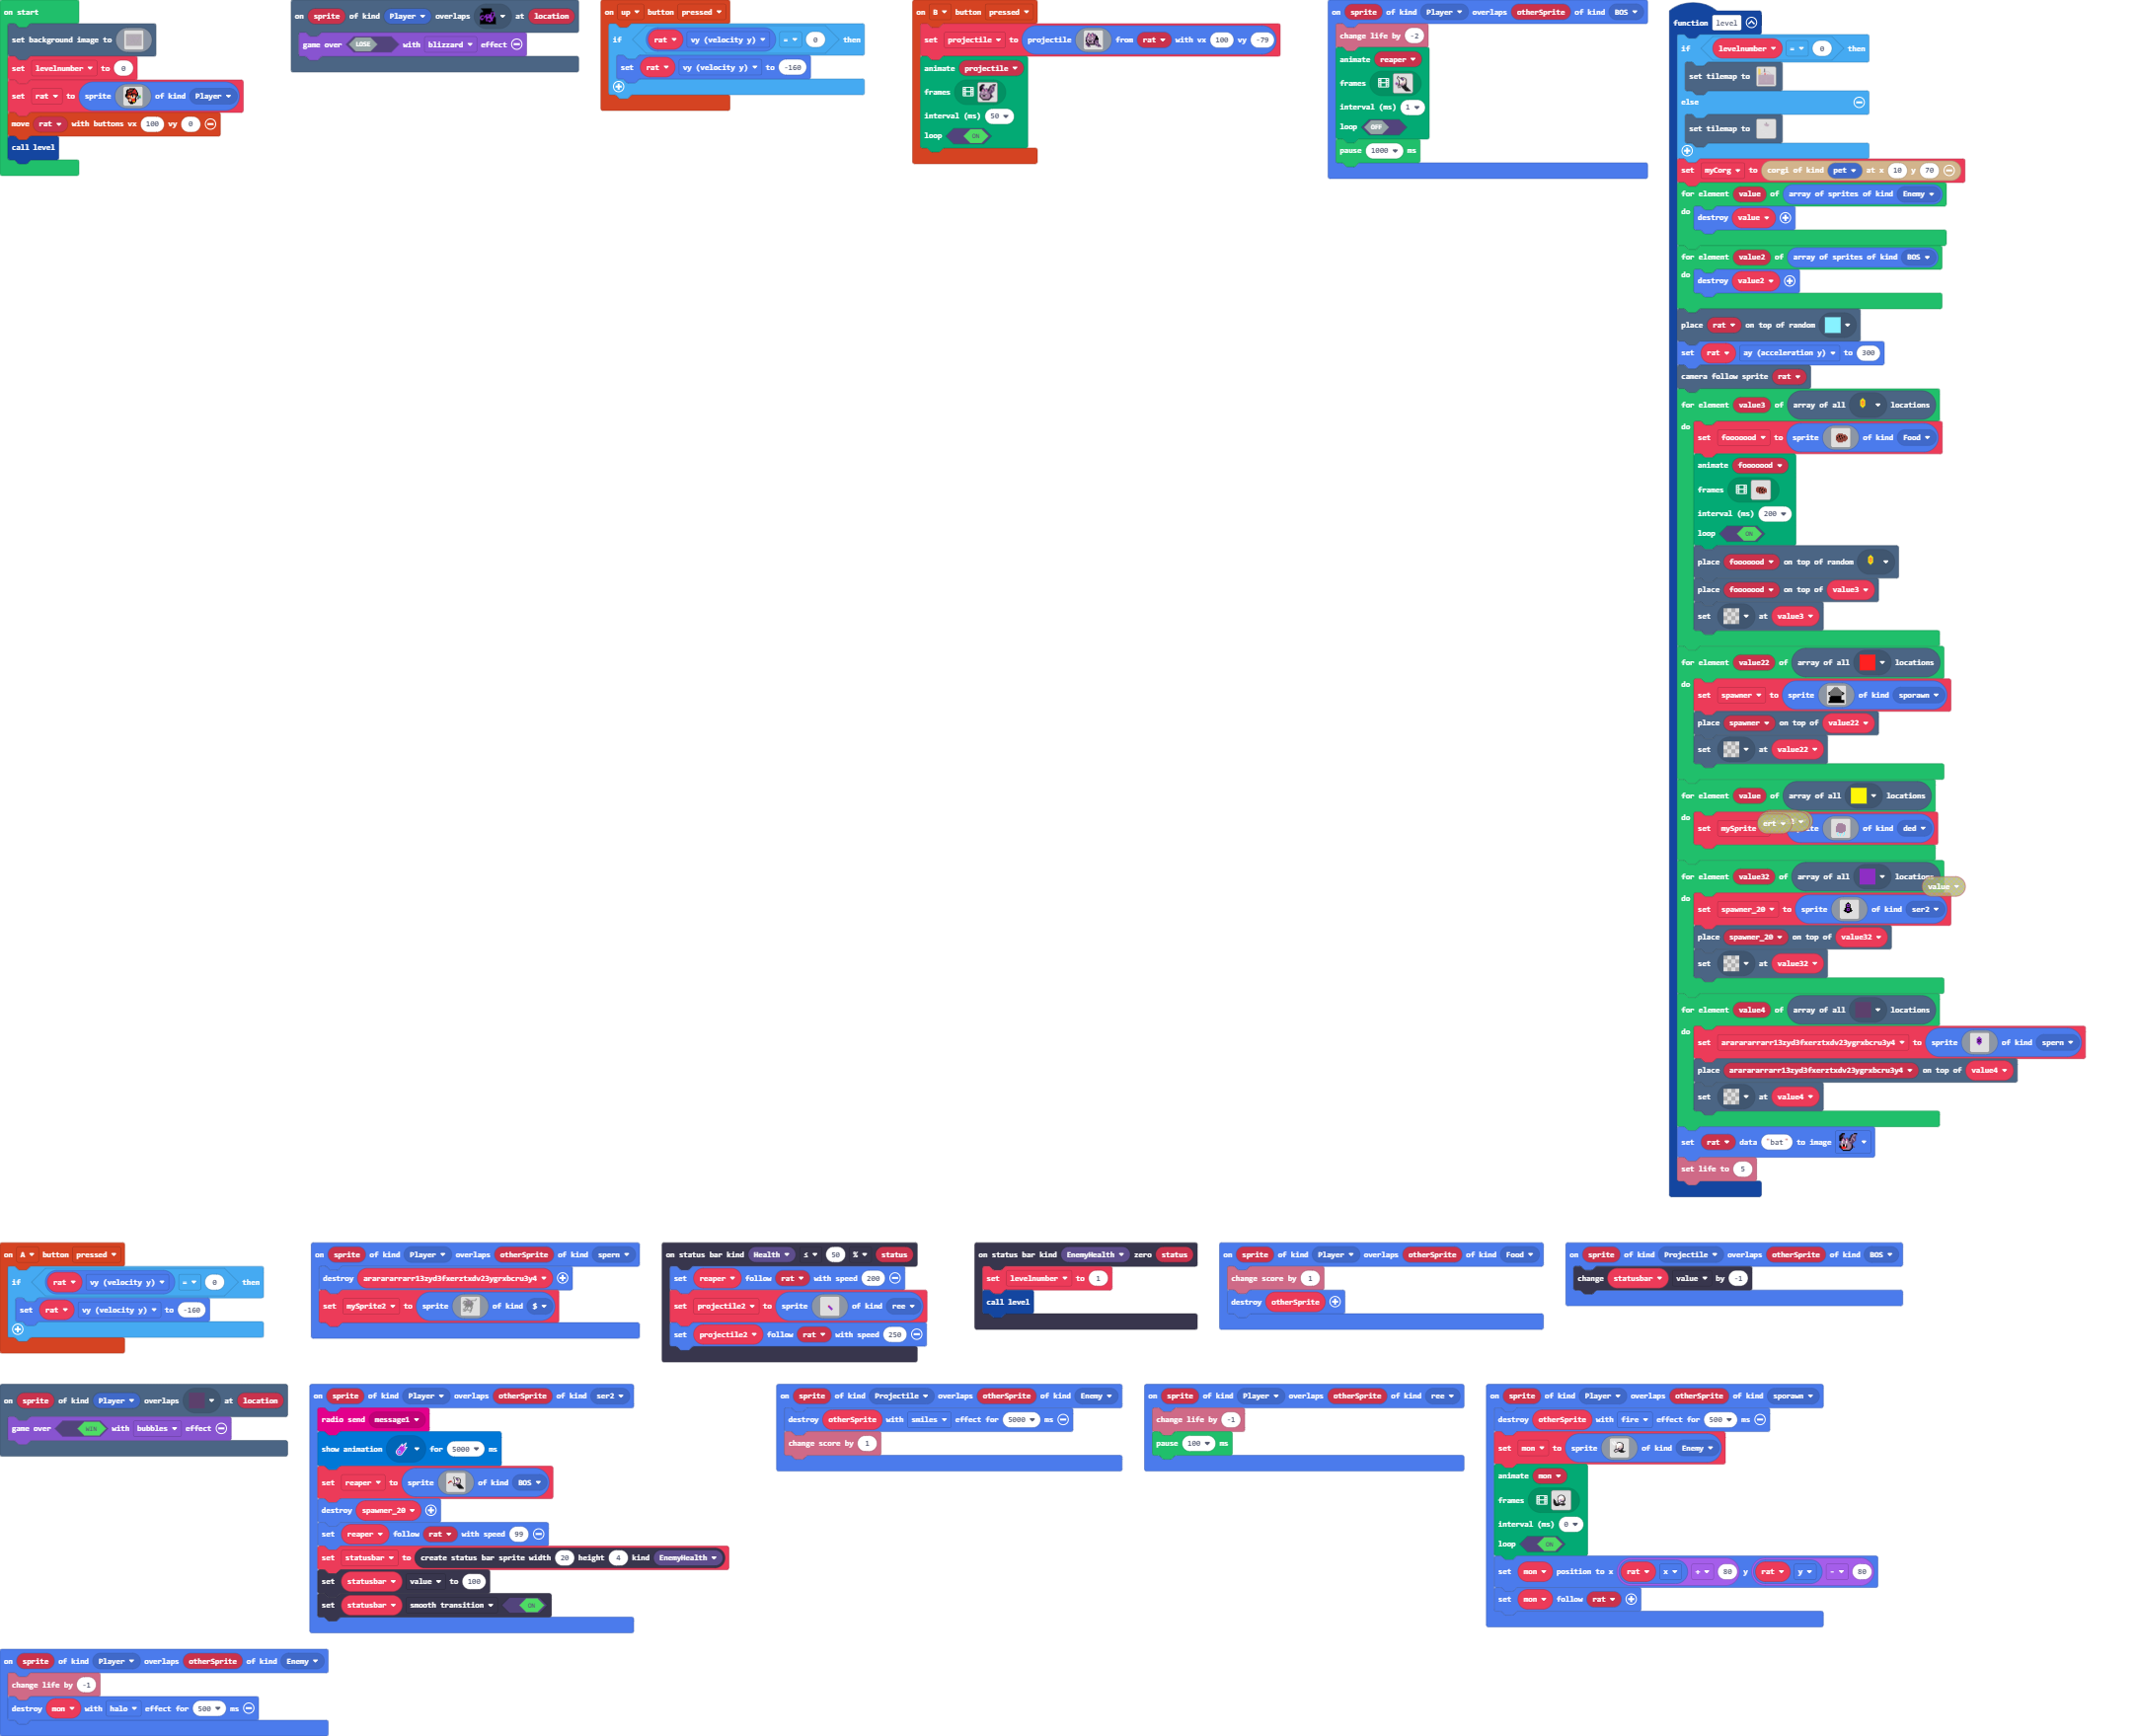 on start
set background image to
set levelnumber to 0
set rat to sprite of kind Player
move rat with buttons vx 100 vy 0
call level
on sprite of kind Player overlaps at location
game over LOSE with blizzard effect
on up button pressed
if rat vy (velocity y) = 0 then
set rat vy (velocity y) to -160
on B button pressed
set projectile to projectile from rat with vx 100 vy -79
animate projectile
frames
interval (ms) 50
loop ON
on sprite of kind Player overlaps otherSprite of kind BOS
change life by -2
animate reaper
frames
interval (ms) 1
loop OFF
pause 1000 ms
function level
if levelnumber = 0 then
set tilemap to
else
set tilemap to
set myCorg to corgi of kind pet at x 10 y 70
for element value of array of sprites of kind Enemy
do destroy value
for element value2 of array of sprites of kind BOS
do destroy value2
place rat on top of random
set rat ay (acceleration y) to 300
camera follow sprite rat
for element value3 of array of all locations
do set fooooood to sprite of kind Food
animate fooooood
frames
interval (ms) 200
loop ON
place fooooood on top of random
place fooooood on top of value3
set at value3
for element value22 of array of all locations
do set spawner to sprite of kind sporawn
place spawner on top of value22
set at value22
for element value of array of all locations
do set mySprite ert of kind ded
for element value32 of array of all location
value
do set spawner_20 to sprite of kind ser2
place spawner_20 on top of value32
set at value32
for element value4 of array of all locations
do set ararararrarr13zyd3fxerztxdv23ygrxbcru3y4 to sprite of kind spern
place ararararrarr13zyd3fxerztxdv23ygrxbcru3y4 on top of value4
set at value4
set rat data "bat" to image
set life to 5
on A button pressed
if rat vy (velocity y) = 0 then
set rat vy (velocity y) to -160
on sprite of kind Player overlaps otherSprite of kind spern
destroy ararararrarr13zyd3fxerztxdv23ygrxbcru3y4
set mySprite2 to sprite of kind $
on status bar kind Health ≤ 50 % status
set reaper follow rat with speed 200
set projectile2 to sprite of kind ree
set projectile2 follow rat with speed 250
on status bar kind EnemyHealth zero status
set levelnumber to 1
call level
on sprite of kind Player overlaps otherSprite of kind Food
change score by 1
destroy otherSprite
on sprite of kind Projectile overlaps otherSprite of kind BOS
change statusbar value by -1
on sprite of kind Player overlaps at location
game over WIN with bubbles effect
on sprite of kind Player overlaps otherSprite of kind ser2
radio send message1
show animation for 5000 ms
set reaper to sprite of kind BOS
destroy spawner_20
set reaper follow rat with speed 99
set statusbar to create status bar sprite width 20 height 4 kind EnemyHealth
set statusbar value to 100
set statusbar smooth transition ON
on sprite of kind Projectile overlaps otherSprite of kind Enemy
destroy otherSprite with smiles effect for 5000 ms
change score by 1
on sprite of kind Player overlaps otherSprite of kind ree
change life by -1
pause 100 ms
on sprite of kind Player overlaps otherSprite of kind sporawn
destroy otherSprite with fire effect for 500 ms
set mon to sprite of kind Enemy
animate mon
frames
interval (ms) 0
loop ON
set mon position to x rat x + 80 y rat y - 80
set mon follow rat
on sprite of kind Player overlaps otherSprite of kind Enemy
change life by -1
destroy mon with halo effect for 500 ms